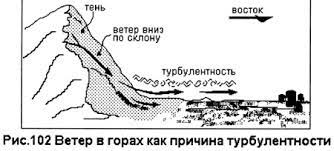 тень
восток
ветер вниз
по склону
турбулентность
Рис.102 Ветер в горах как причина турбулентности